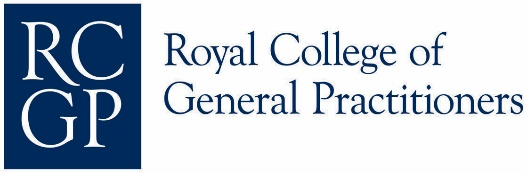 RC
GP
Royal College of
General Practitioners